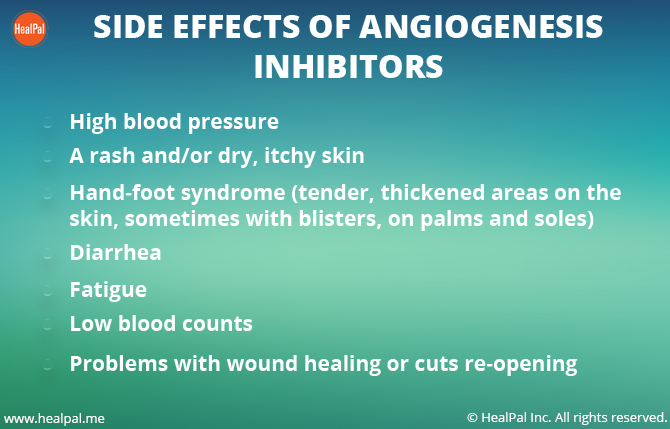 HealPal
SIDE EFFECTS OF ANGIOGENESIS
INHIBITORS
High blood pressure
A rash and/or dry, itchy skin
Hand-foot syndrome (tender, thickened areas on the
skin, sometimes with blisters, on palms and soles)
Diarrhea
Fatigue
Low blood counts
Problems with wound healing or cuts re-opening
www.healpal.me
© HealPal Inc. All rights reserved.